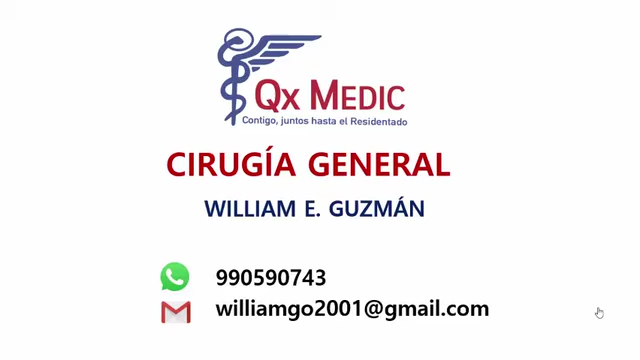 Qx MEDIC
Contigo, juntos hasta el Residentado
CIRUGÍA GENERAL
WILLIAM E. GUZMÁN
990590743
williamgo2001@gmail.com